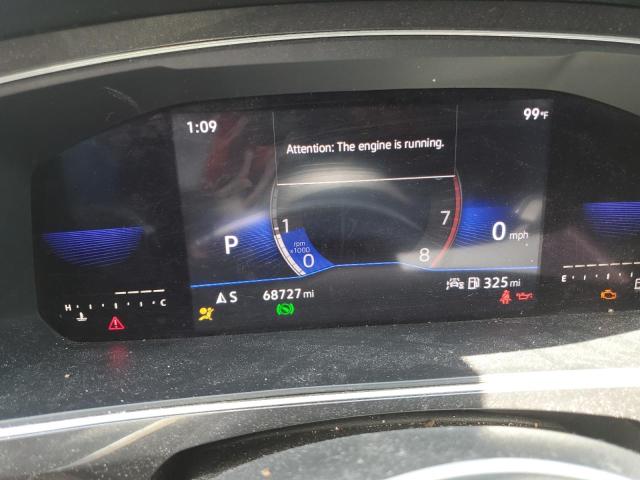 1:09
99°F
Attention: The engine is running.
1
7
P
rpm
x1000
0 mph
0
8
H
C
S
68727 mi
325 mi
E